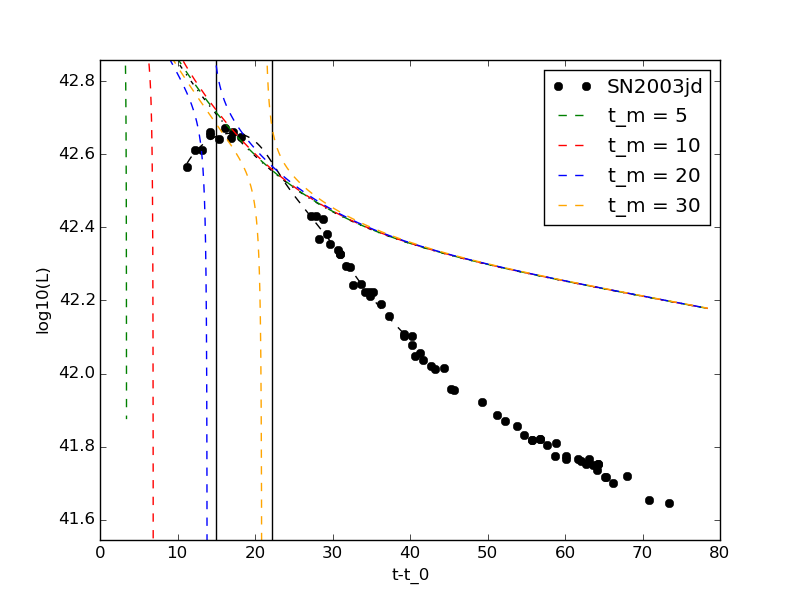 42.8
42.6
42.4
42.2
42.0
41.8
41.6
log10(L)
SN2003jd
t_m = 5
t_m = 10
t_m = 20
t_m = 30
0 10 20 30 40 50 60 70 80
t-t_0